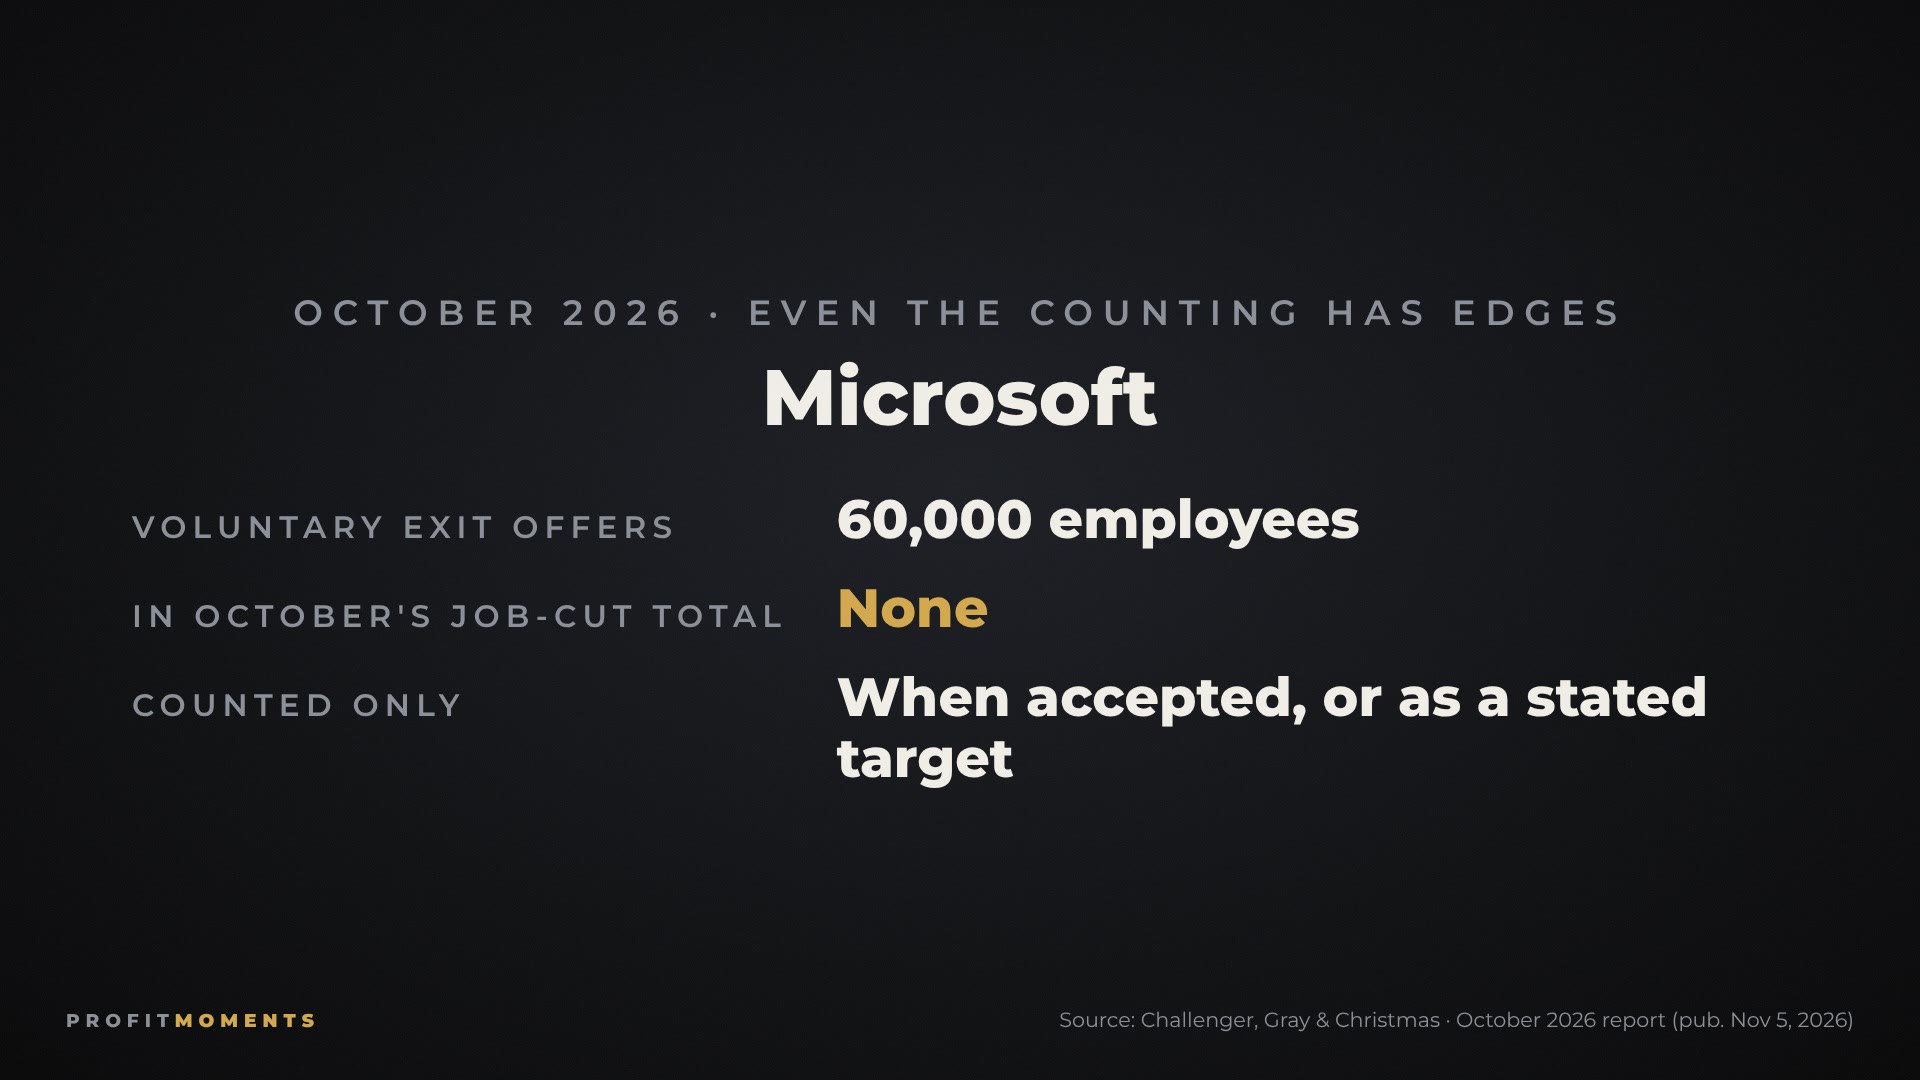 OCTOBER 2026 · EVEN THE COUNTING HAS EDGES
Microsoft
VOLUNTARY EXIT OFFERS 60,000 employees
IN OCTOBER'S JOB-CUT TOTAL None
COUNTED ONLY When accepted, or as a stated
target
PROFITMOMENTS
Source: Challenger, Gray & Christmas · October 2026 report (pub. Nov 5, 2026)